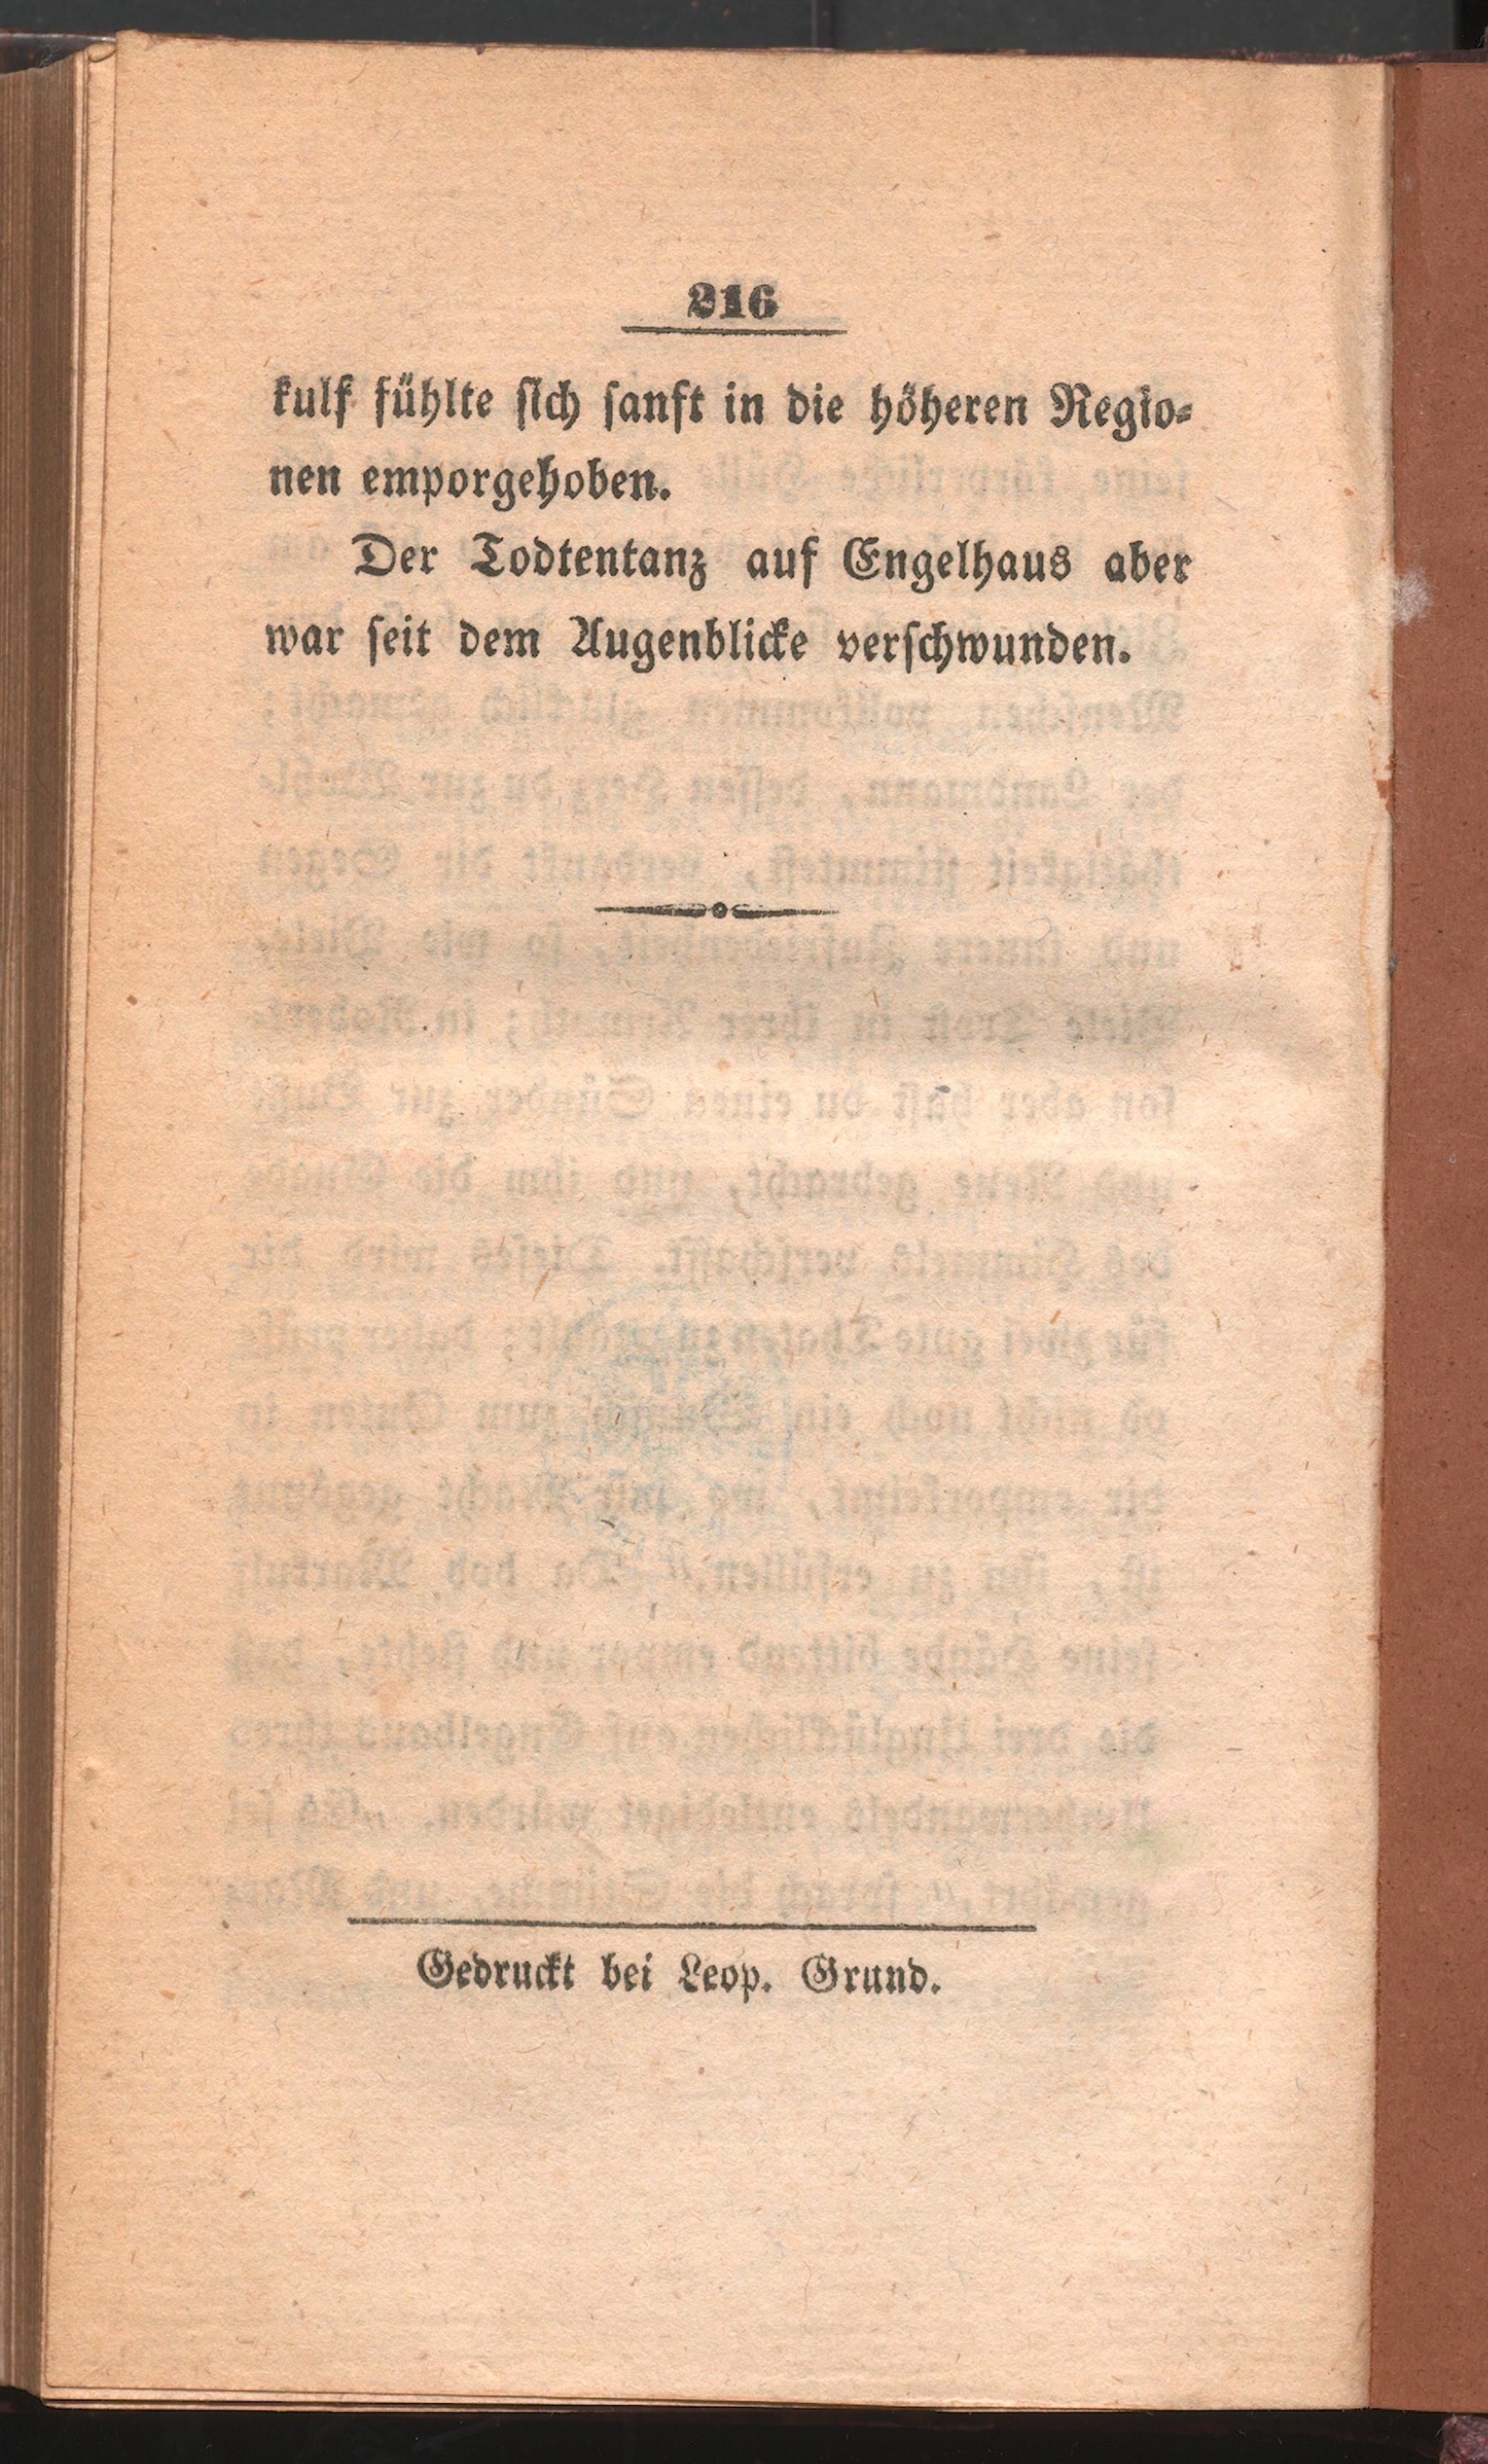 216
kulf fühlte ſich ſanft in die höheren Regio⸗
nen emporgehoben.
Der Todtentanz auf Engelhaus aber
war ſeit dem Augenblicke verſchwunden.
Gedruckt bei Leop. Grund.